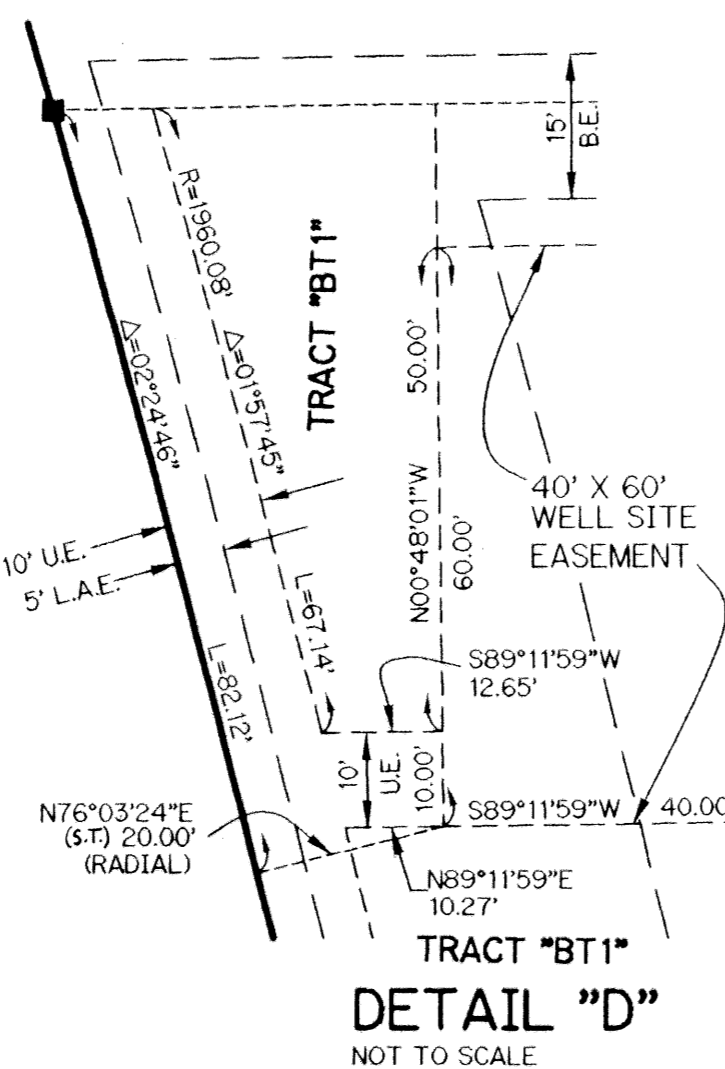 15'
B.E.
R=1960.08'
TRACT "BT1"
Δ=02°24'46"
Δ=01°57'45"
50.00'
40' X 60'
WELL SITE
EASEMENT
10' U.E.
5' L.A.E.
N00°48'01"W
60.00'
L=67.14'
L=82.12'
S89°11'59"W
12.65'
10'
U.E.
10.00'
N76°03'24"E
(S.T.) 20.00'
(RADIAL)
S89°11'59"W
40.00
N89°11'59"E
10.27'
TRACT "BT1"
DETAIL "D"
NOT TO SCALE